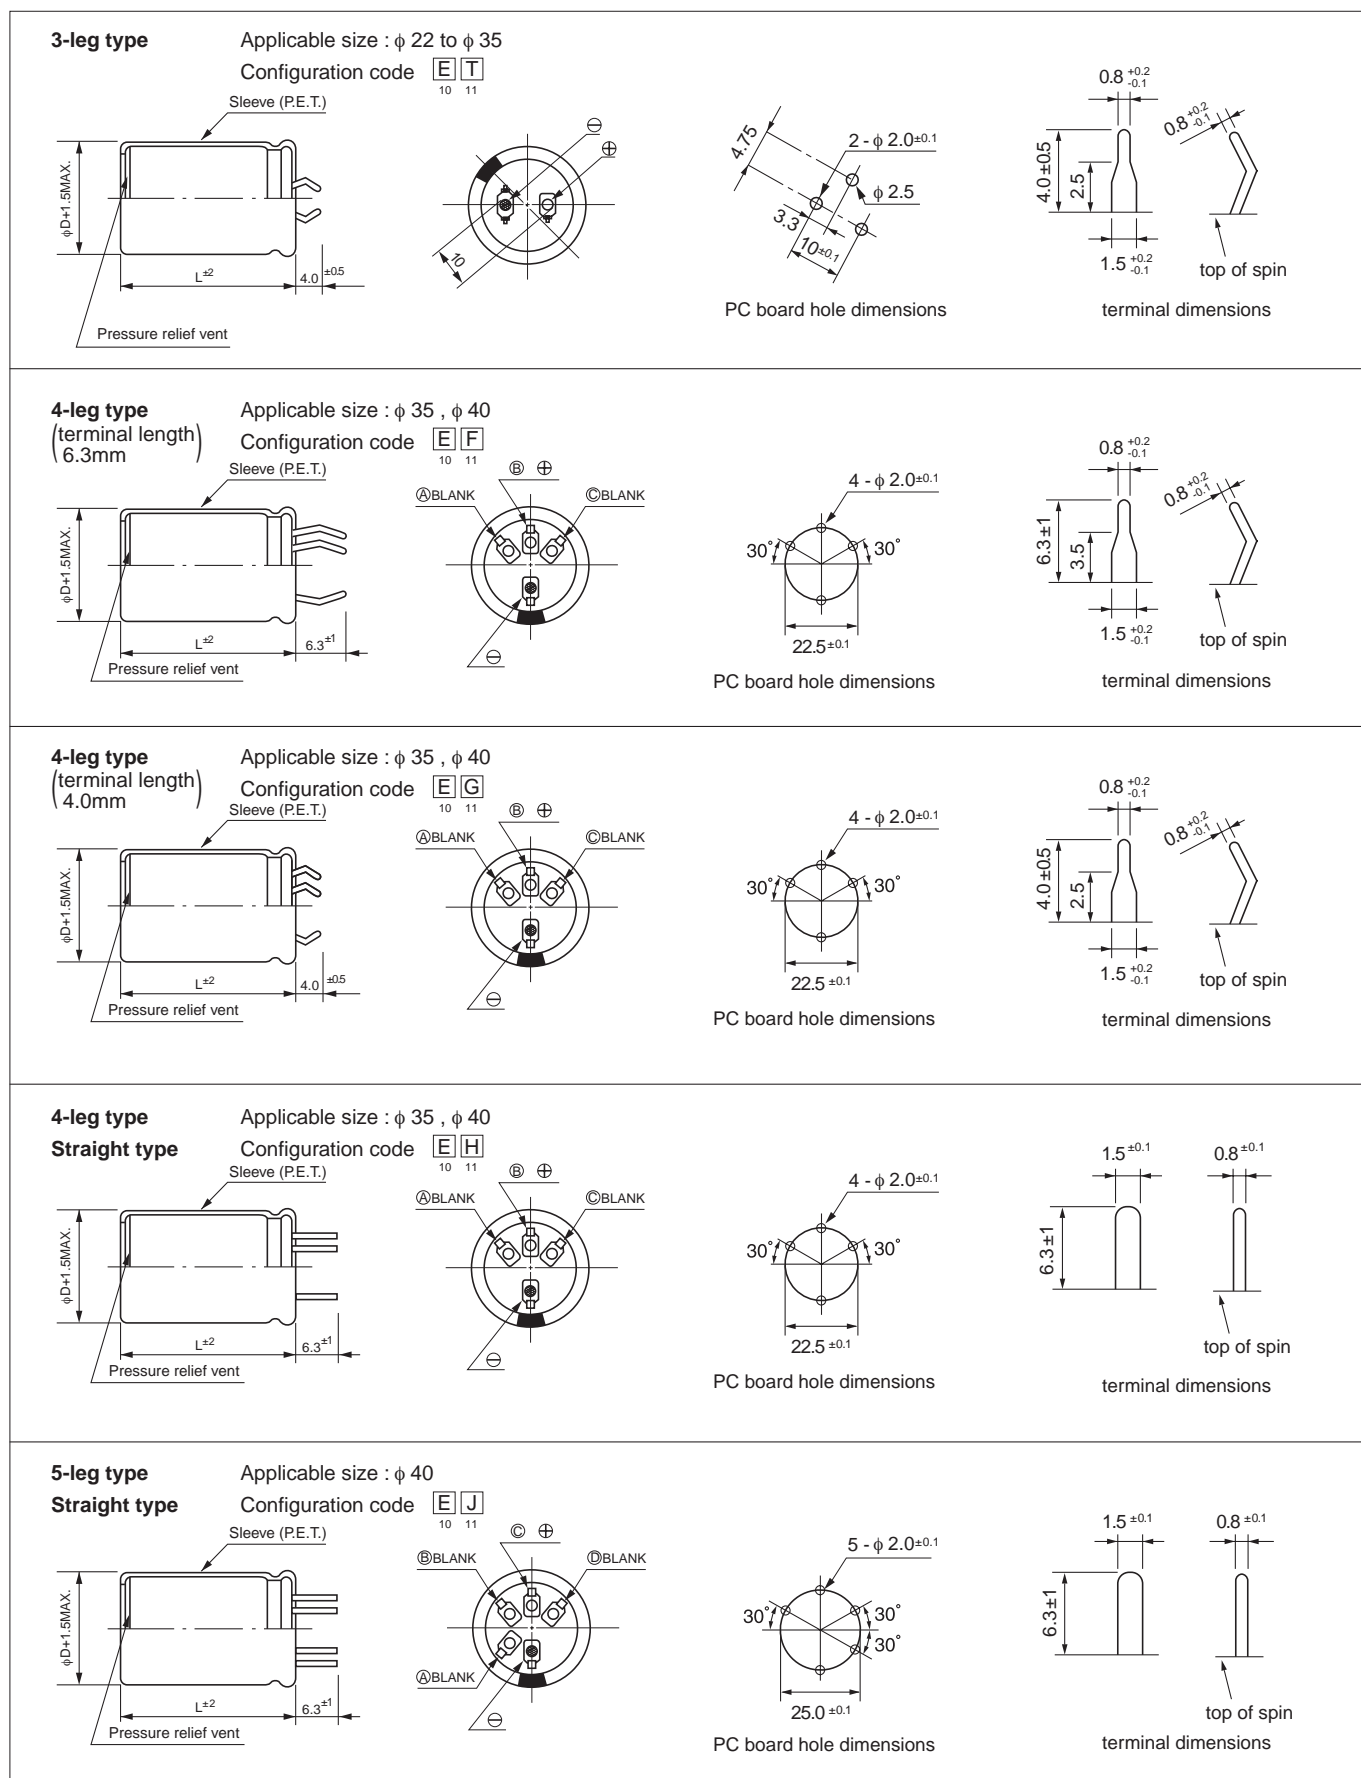 3-leg type
Applicable size : φ 22 to φ 35
Configuration code E T
10 11
Sleeve (P.E.T.)
φD+1.5MAX.
L±2
4.0 ±0.5
Pressure relief vent
⊖
⊕
10
4.75
2 - φ 2.0±0.1
φ 2.5
3.3
10±0.1
PC board hole dimensions
0.8 +0.2 -0.1
4.0±0.5
2.5
1.5 +0.2 -0.1
0.8 +0.2 -0.1
top of spin
terminal dimensions
4-leg type
(terminal length)
6.3mm
Applicable size : φ 35 , φ 40
Configuration code E F
10 11
Sleeve (P.E.T.)
φD+1.5MAX.
L±2
6.3±1
Pressure relief vent
Ⓑ ⊕
ⒶBLANK
ⒸBLANK
⊖
4 - φ 2.0±0.1
30°
30°
22.5±0.1
PC board hole dimensions
0.8 +0.2 -0.1
6.3±1
3.5
1.5 +0.2 -0.1
0.8 +0.2 -0.1
top of spin
terminal dimensions
4-leg type
(terminal length)
4.0mm
Applicable size : φ 35 , φ 40
Configuration code E G
10 11
Sleeve (P.E.T.)
φD+1.5MAX.
L±2
4.0 ±0.5
Pressure relief vent
Ⓑ ⊕
ⒶBLANK
ⒸBLANK
⊖
4 - φ 2.0±0.1
30°
30°
22.5 ±0.1
PC board hole dimensions
0.8 +0.2 -0.1
4.0±0.5
2.5
1.5 +0.2 -0.1
0.8 +0.2 -0.1
top of spin
terminal dimensions
4-leg type
Straight type
Applicable size : φ 35 , φ 40
Configuration code E H
10 11
Sleeve (P.E.T.)
φD+1.5MAX.
L±2
6.3±1
Pressure relief vent
Ⓑ ⊕
ⒶBLANK
ⒸBLANK
⊖
4 - φ 2.0±0.1
30°
30°
22.5 ±0.1
PC board hole dimensions
1.5 ±0.1
0.8 ±0.1
6.3±1
top of spin
terminal dimensions
5-leg type
Straight type
Applicable size : φ 40
Configuration code E J
10 11
Sleeve (P.E.T.)
φD+1.5MAX.
L±2
6.3±1
Pressure relief vent
Ⓒ ⊕
ⒷBLANK
ⒹBLANK
ⒶBLANK
⊖
5 - φ 2.0±0.1
30°
30°
30°
25.0 ±0.1
PC board hole dimensions
1.5 ±0.1
0.8 ±0.1
6.3±1
top of spin
terminal dimensions